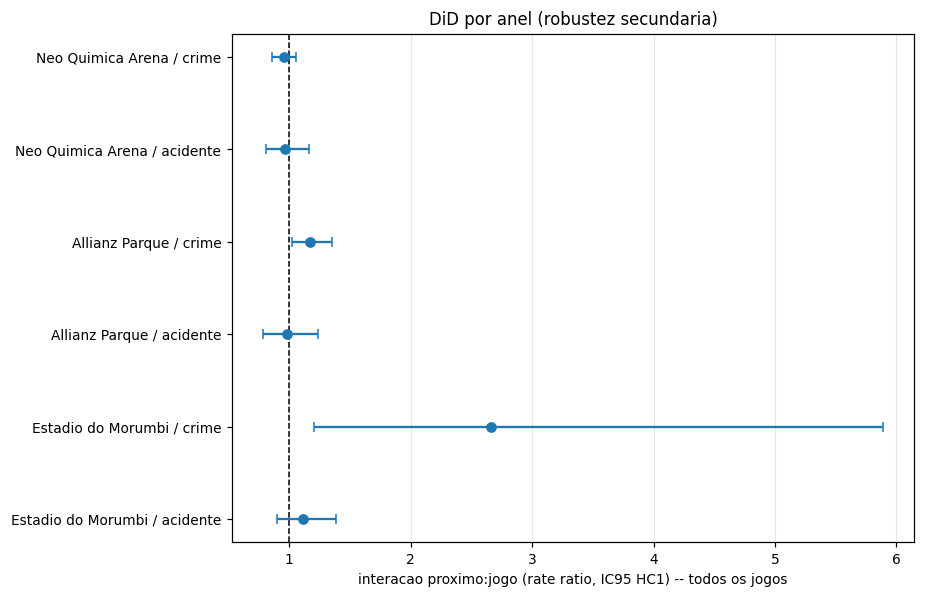 DiD por anel (robustez secundaria)
Neo Quimica Arena / crime
Neo Quimica Arena / acidente
Allianz Parque / crime
Allianz Parque / acidente
Estadio do Morumbi / crime
Estadio do Morumbi / acidente
1 2 3 4 5 6
interacao proximo:jogo (rate ratio, IC95 HC1) -- todos os jogos